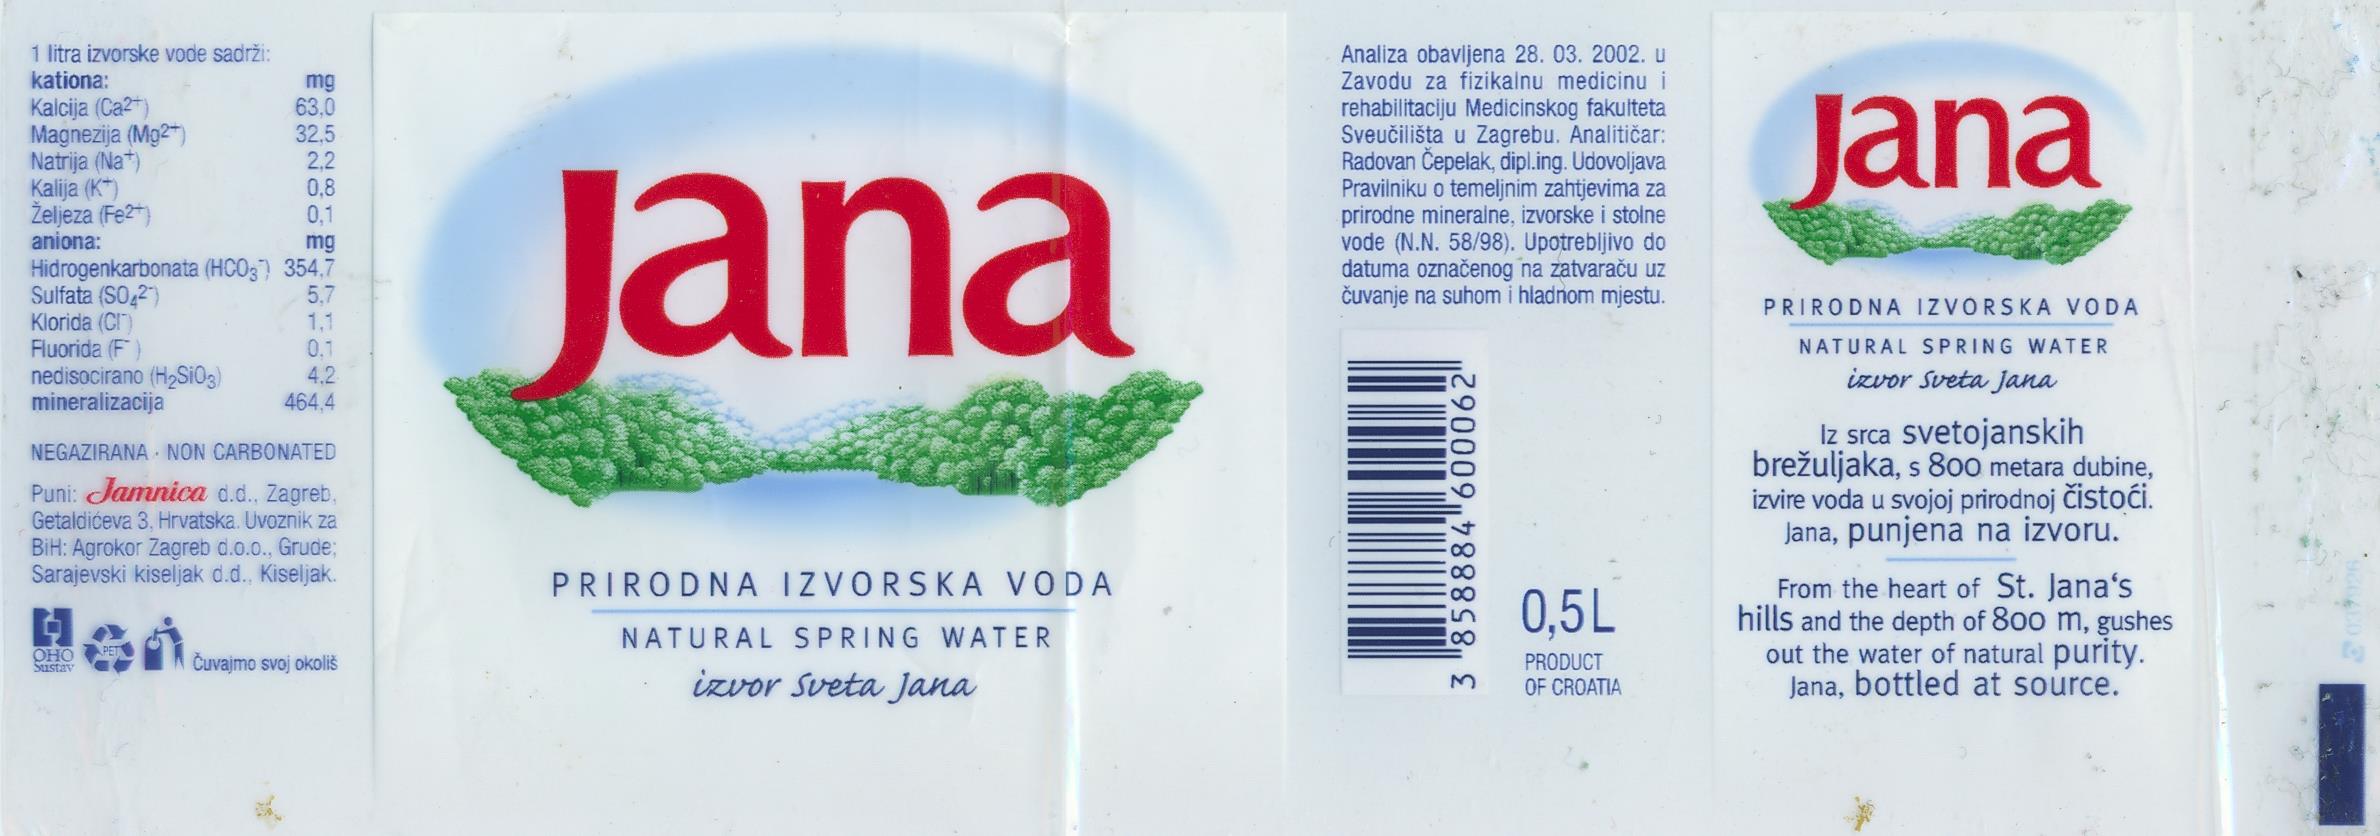 1 litra izvorske vode sadrži:
kationa: mg
Kalcija (Ca²⁺) 63,0
Magnezija (Mg²⁺) 32,5
Natrija (Na⁺) 2,2
Kalija (K⁺) 0,8
Željeza (Fe²⁺) 0,1
aniona: mg
Hidrogenkarbonata (HCO₃⁻) 354,7
Sulfata (SO₄²⁻) 5,7
Klorida (Cl⁻) 1,1
Fluorida (F⁻) 0,1
nedisocirano (H₂SiO₃) 4,2
mineralizacija 464,4
NEGAZIRANA · NON CARBONATED
Puni: Jamnica d.d., Zagreb,
Getaldićeva 3, Hrvatska. Uvoznik za
BiH: Agrokor Zagreb d.o.o., Grude;
Sarajevski kiseljak d.d., Kiseljak.
OHO
Sustav
PET
Čuvajmo svoj okoliš
Jana
PRIRODNA IZVORSKA VODA
NATURAL SPRING WATER
izvor Sveta Jana
Analiza obavljena 28. 03. 2002. u
Zavodu za fizikalnu medicinu i
rehabilitaciju Medicinskog fakulteta
Sveučilišta u Zagrebu. Analitičar:
Radovan Čepelak, dipl.ing. Udovoljava
Pravilniku o temeljnim zahtjevima za
prirodne mineralne, izvorske i stolne
vode (N.N. 58/98). Upotrebljivo do
datuma označenog na zatvaraču uz
čuvanje na suhom i hladnom mjestu.
3 858884 600062
0,5L
PRODUCT
OF CROATIA
Jana
PRIRODNA IZVORSKA VODA
NATURAL SPRING WATER
izvor Sveta Jana
Iz srca svetojanskih
brežuljaka, s 800 metara dubine,
izvire voda u svojoj prirodnoj čistoći.
Jana, punjena na izvoru.
From the heart of St. Jana‘s
hills and the depth of 800 m, gushes
out the water of natural purity.
Jana, bottled at source.